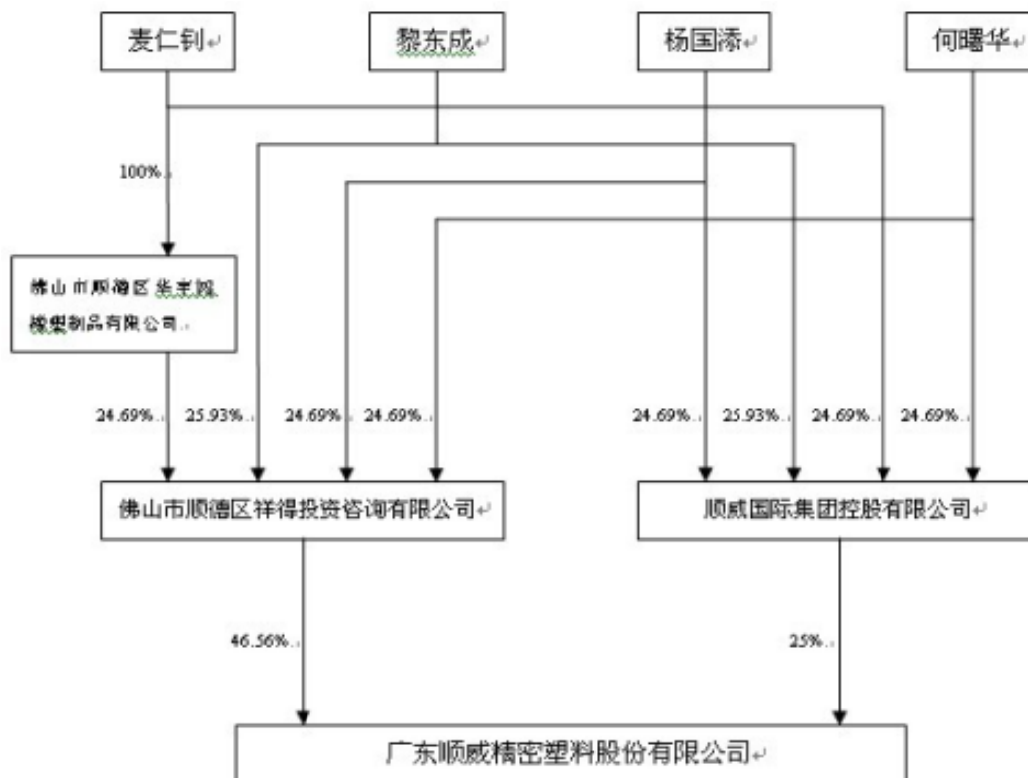 麦仁钊
黎东成
杨国添
何曙华
100%
佛山市顺德区华丰园
橡塑制品有限公司
24.69%
25.93%
24.69%
24.69%
24.69%
25.93%
24.69%
24.69%
佛山市顺德区祥得投资咨询有限公司
顺威国际集团控股有限公司
46.56%
25%
广东顺威精密塑料股份有限公司